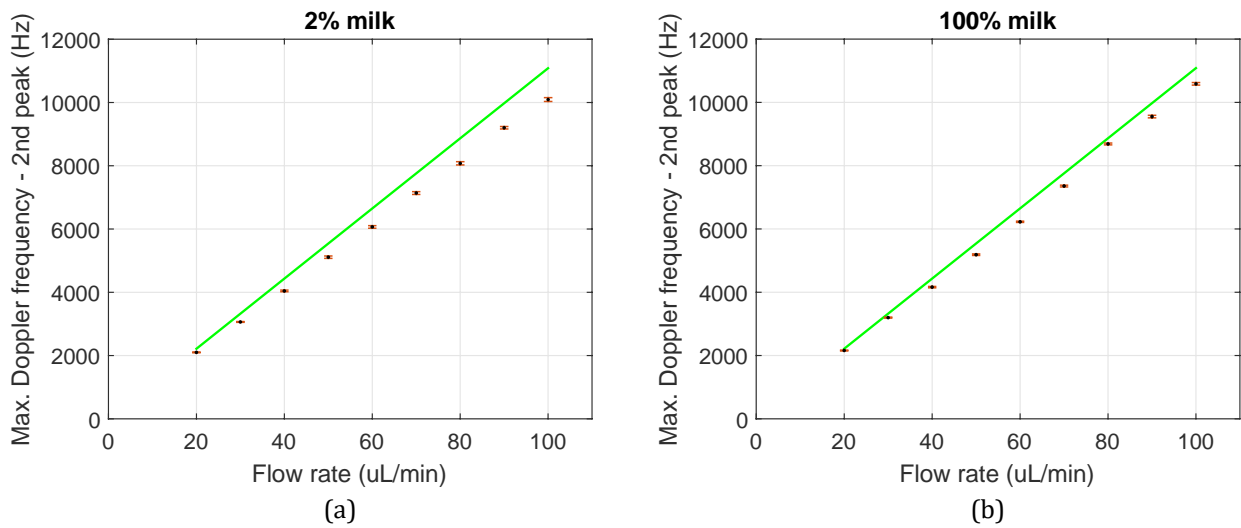 2% milk
Max. Doppler frequency - 2nd peak (Hz)
12000
10000
8000
6000
4000
2000
0
0 20 40 60 80 100
Flow rate (uL/min)
(a)
100% milk
Max. Doppler frequency - 2nd peak (Hz)
12000
10000
8000
6000
4000
2000
0
0 20 40 60 80 100
Flow rate (uL/min)
(b)